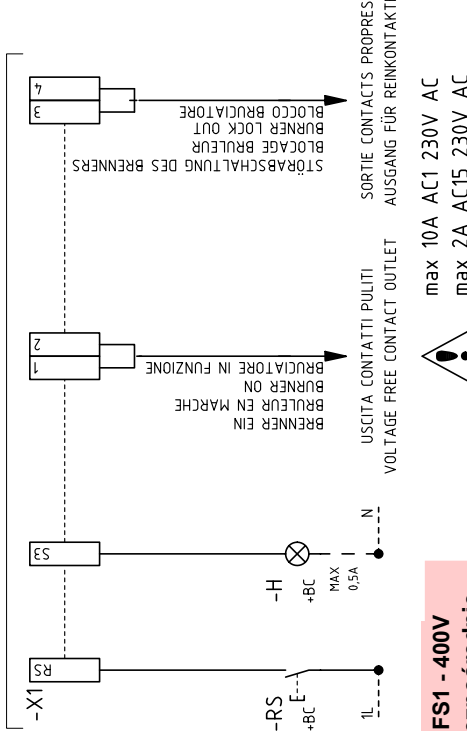 -X1
RS
S3
1
2
3
4
-RS
+BC
E
1L
-H
+BC
MAX
0,5A
N
BRUCIATORE IN FUNZIONE
BURNER ON
BRULEUR EN MARCHE
BRENNER EIN
BLOCCO BRUCIATORE
BURNER LOCK OUT
BLOCAGE BRULEUR
STÖRABSCHALTUNG DES BRENNERS
USCITA CONTATTI PULITI
VOLTAGE FREE CONTACT OUTLET
SORTIE CONTACTS PROPRES
AUSGANG FÜR REINKONTAKTE
max 10A AC1 230V AC
max 2A AC15 230V AC
FS1 - 400V